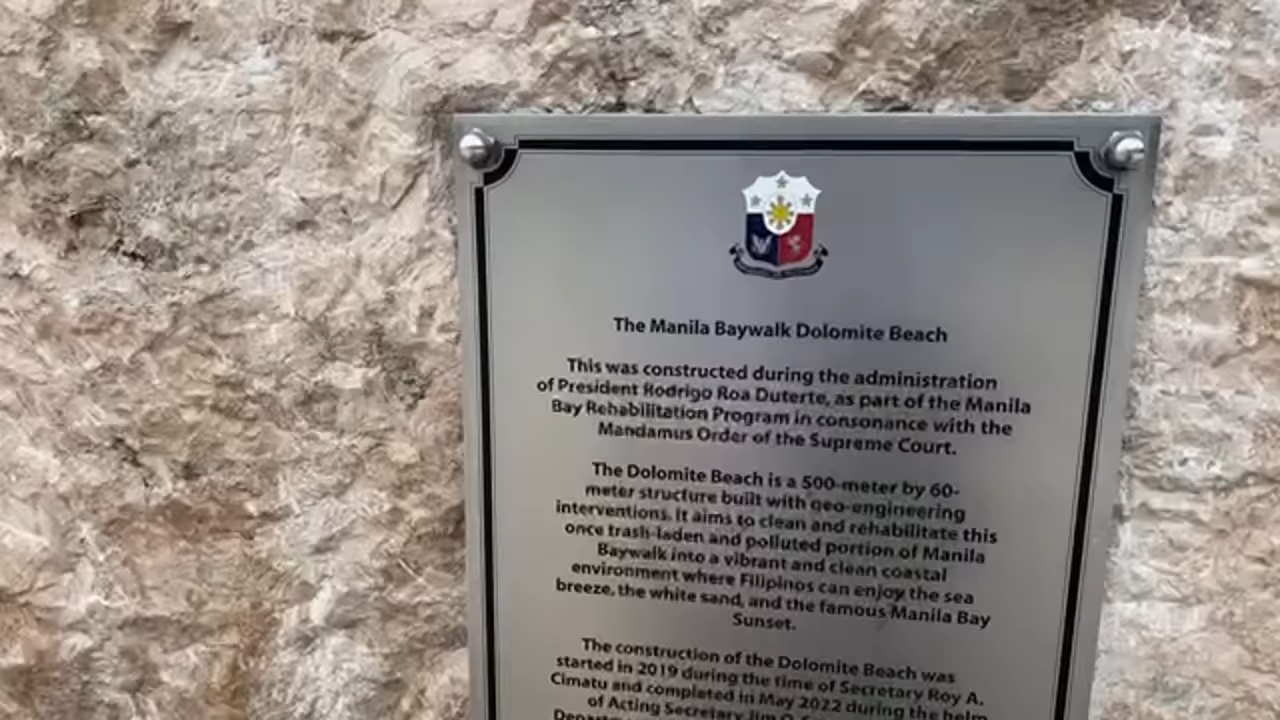 The Manila Baywalk Dolomite Beach
This was constructed during the administration
of President Rodrigo Roa Duterte, as part of the Manila
Bay Rehabilitation Program in consonance with the
Mandamus Order of the Supreme Court.
The Dolomite Beach is a 500-meter by 60-
meter structure built with geo-engineering
interventions. It aims to clean and rehabilitate this
once trash-laden and polluted portion of Manila
Baywalk into a vibrant and clean coastal
environment where Filipinos can enjoy the sea
breeze, the white sand, and the famous Manila Bay
Sunset.
The construction of the Dolomite Beach was
started in 2019 during the time of Secretary Roy A.
Cimatu and completed in May 2022 during the helm
of Acting Secretary Jim O.